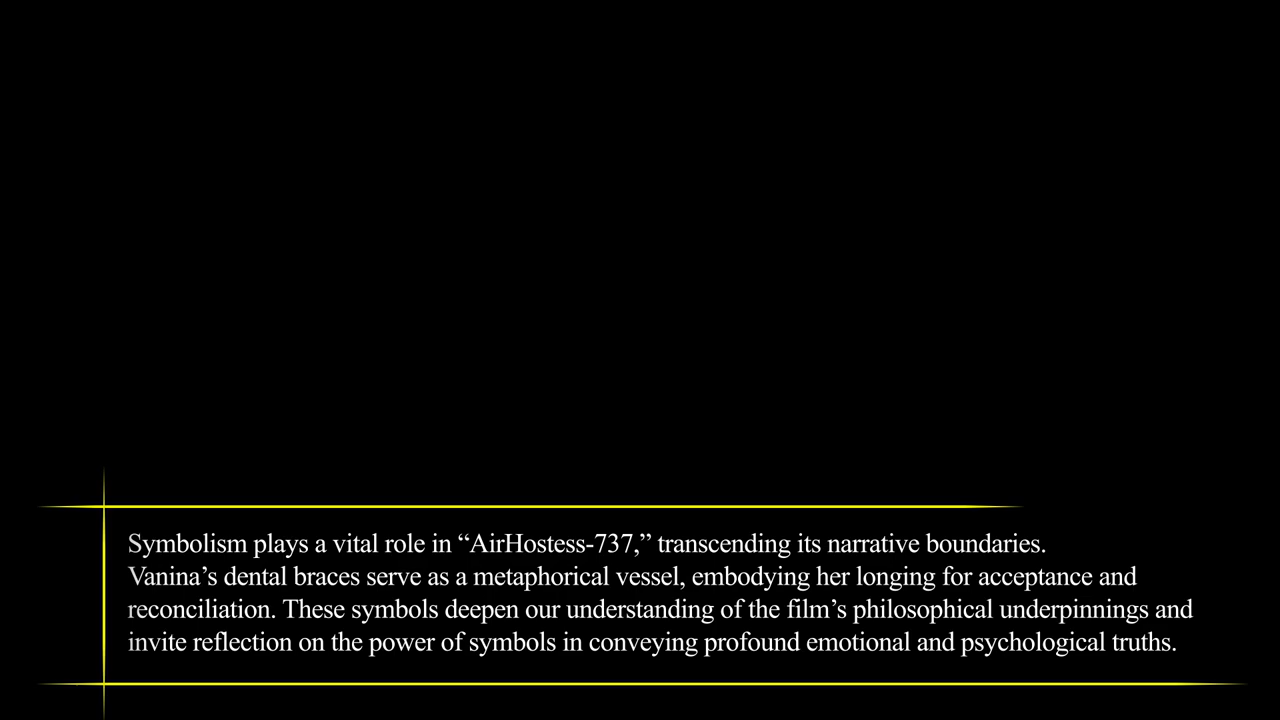 Symbolism plays a vital role in “AirHostess-737,” transcending its narrative boundaries.
Vanina’s dental braces serve as a metaphorical vessel, embodying her longing for acceptance and
reconciliation. These symbols deepen our understanding of the film’s philosophical underpinnings and
invite reflection on the power of symbols in conveying profound emotional and psychological truths.